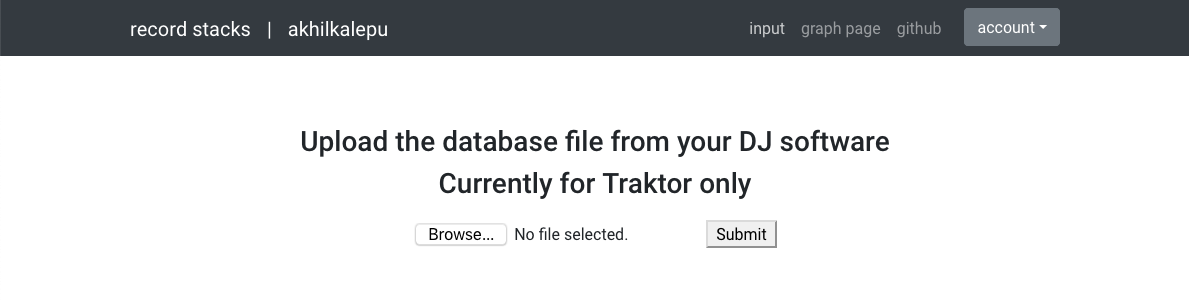 record stacks | akhilkalepu input graph page github account
Upload the database file from your DJ software
Currently for Traktor only
Browse... No file selected. Submit